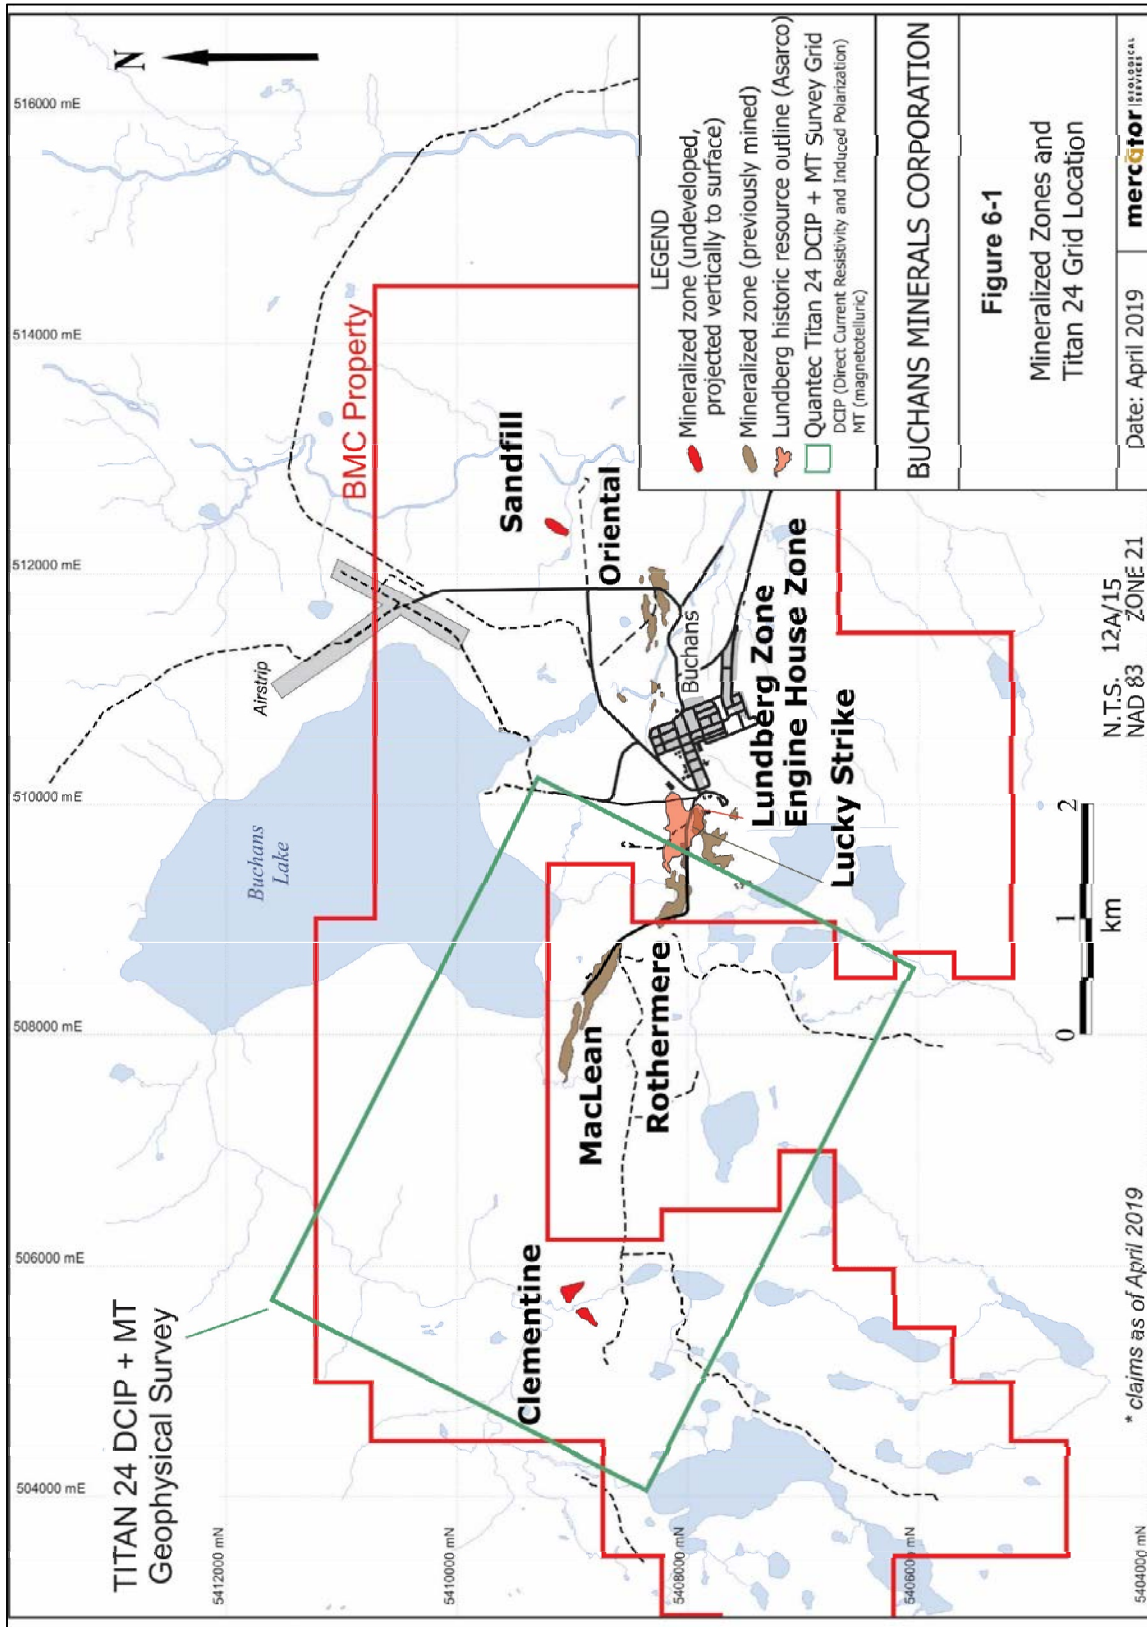 TITAN 24 DCIP + MT
Geophysical Survey
504000 mE
506000 mE
508000 mE
510000 mE
512000 mE
514000 mE
516000 mE
N
5412000 mN
5410000 mN
5408000 mN
5406000 mN
5404000 mN
Airstrip
Buchans
Lake
BMC Property
Clementine
MacLean
Rothermere
Sandfill
Oriental
Buchans
Lundberg Zone
Engine House Zone
Lucky Strike
* claims as of April 2019
0
1
2
km
N.T.S. 12A/15
NAD 83 ZONE 21
LEGEND
Mineralized zone (undeveloped,
projected vertically to surface)
Mineralized zone (previously mined)
Lundberg historic resource outline (Asarco)
Quantec Titan 24 DCIP + MT Survey Grid
DCIP (Direct Current Resistivity and Induced Polarization)
MT (magnetotelluric)
BUCHANS MINERALS CORPORATION
Figure 6-1
Mineralized Zones and
Titan 24 Grid Location
Date: April 2019
mercator GEOLOGICAL
SERVICES